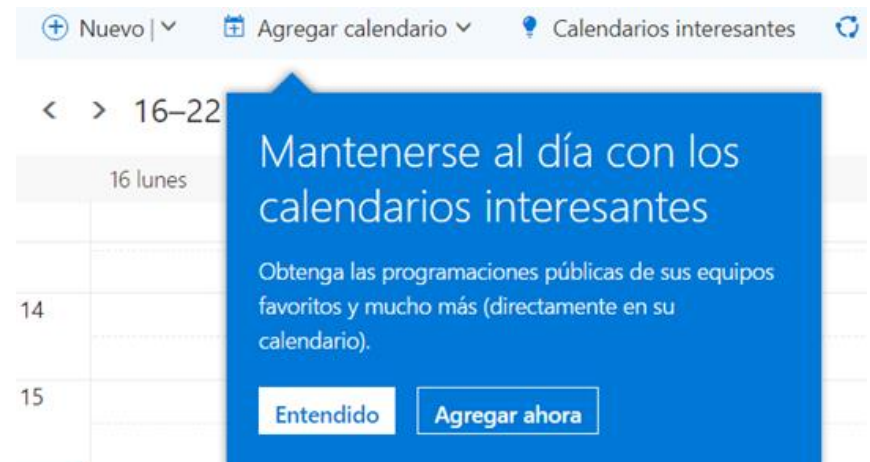 Nuevo | Agregar calendario Calendarios interesantes
< > 16–22
16 lunes
Mantenerse al día con los
calendarios interesantes
Obtenga las programaciones públicas de sus equipos
favoritos y mucho más (directamente en su
calendario).
14
15
Entendido Agregar ahora